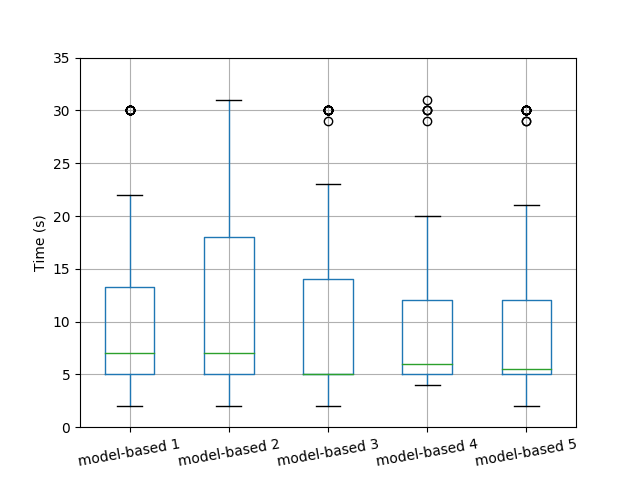 35
30
25
20
15
10
5
0
Time (s)
model-based 1
model-based 2
model-based 3
model-based 4
model-based 5